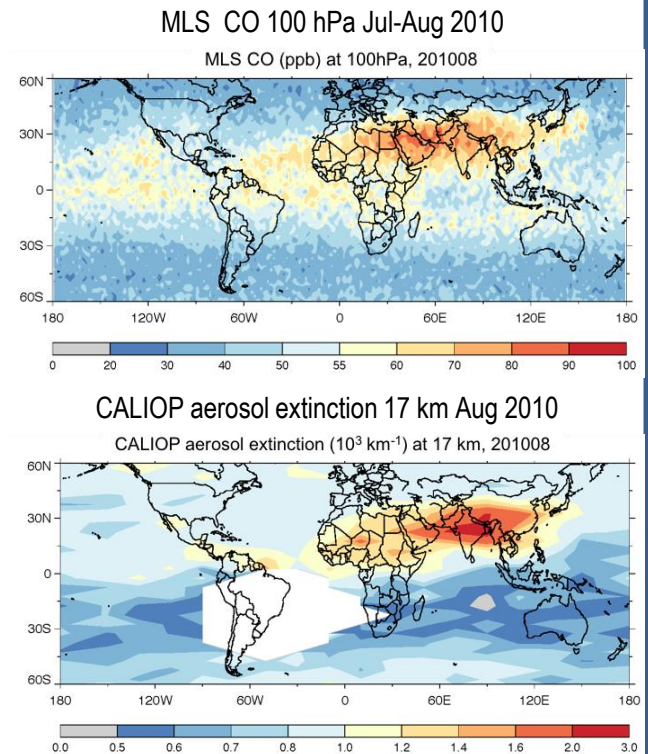 MLS CO 100 hPa Jul-Aug 2010
MLS CO (ppb) at 100hPa, 201008
60N
30N
0
30S
60S
180 120W 60W 0 60E 120E 180
0 20 30 40 50 55 60 70 80 90 100
CALIOP aerosol extinction 17 km Aug 2010
CALIOP aerosol extinction (10³ km⁻¹) at 17 km, 201008
60N
30N
0
30S
60S
180 120W 60W 0 60E 120E 180
0.0 0.5 0.6 0.7 0.8 1.0 1.2 1.4 1.6 2.0 3.0